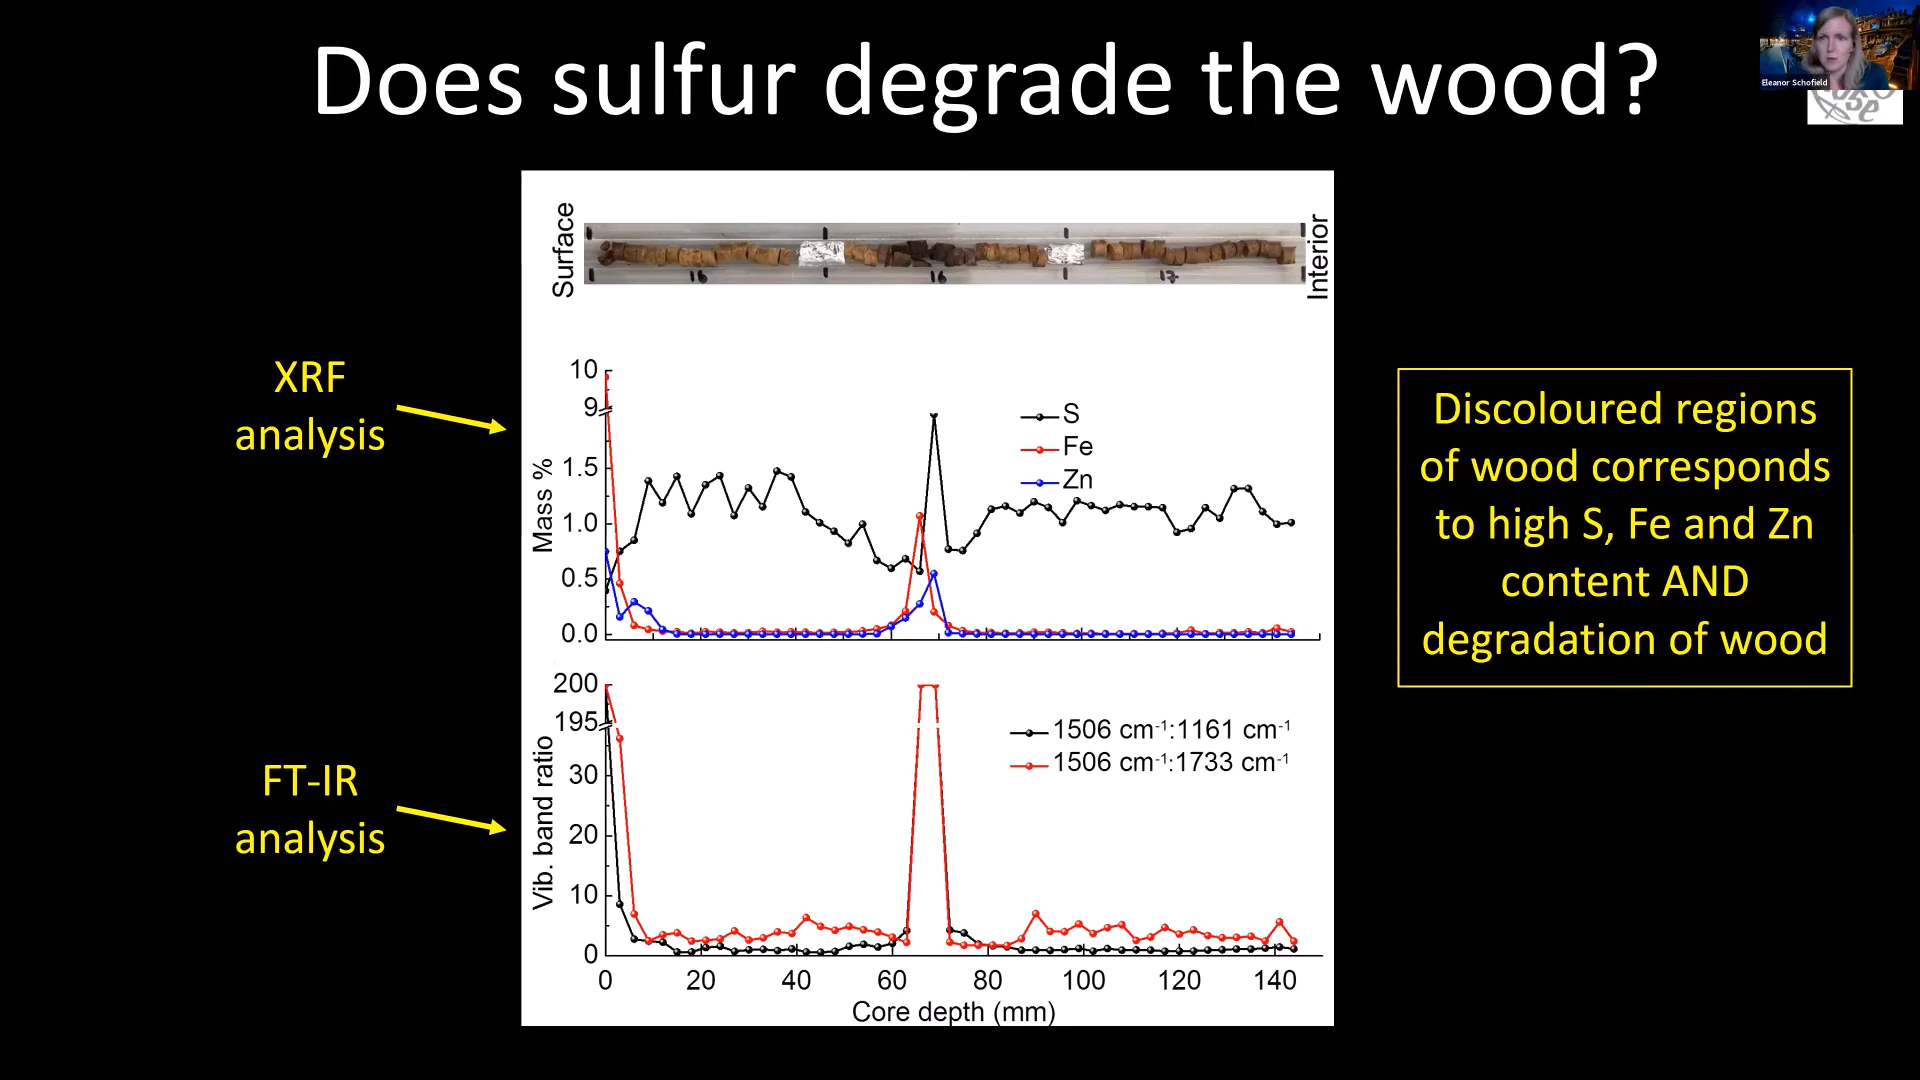 Does sulfur degrade the wood?
Eleanor Schofield
Surface
Interior
16
16
17
XRF
analysis
10
9
1.5
1.0
0.5
0.0
Mass %
S
Fe
Zn
Discoloured regions
of wood corresponds
to high S, Fe and Zn
content AND
degradation of wood
FT-IR
analysis
200
195
30
20
10
0
Vib. band ratio
1506 cm⁻¹:1161 cm⁻¹
1506 cm⁻¹:1733 cm⁻¹
0 20 40 60 80 100 120 140
Core depth (mm)